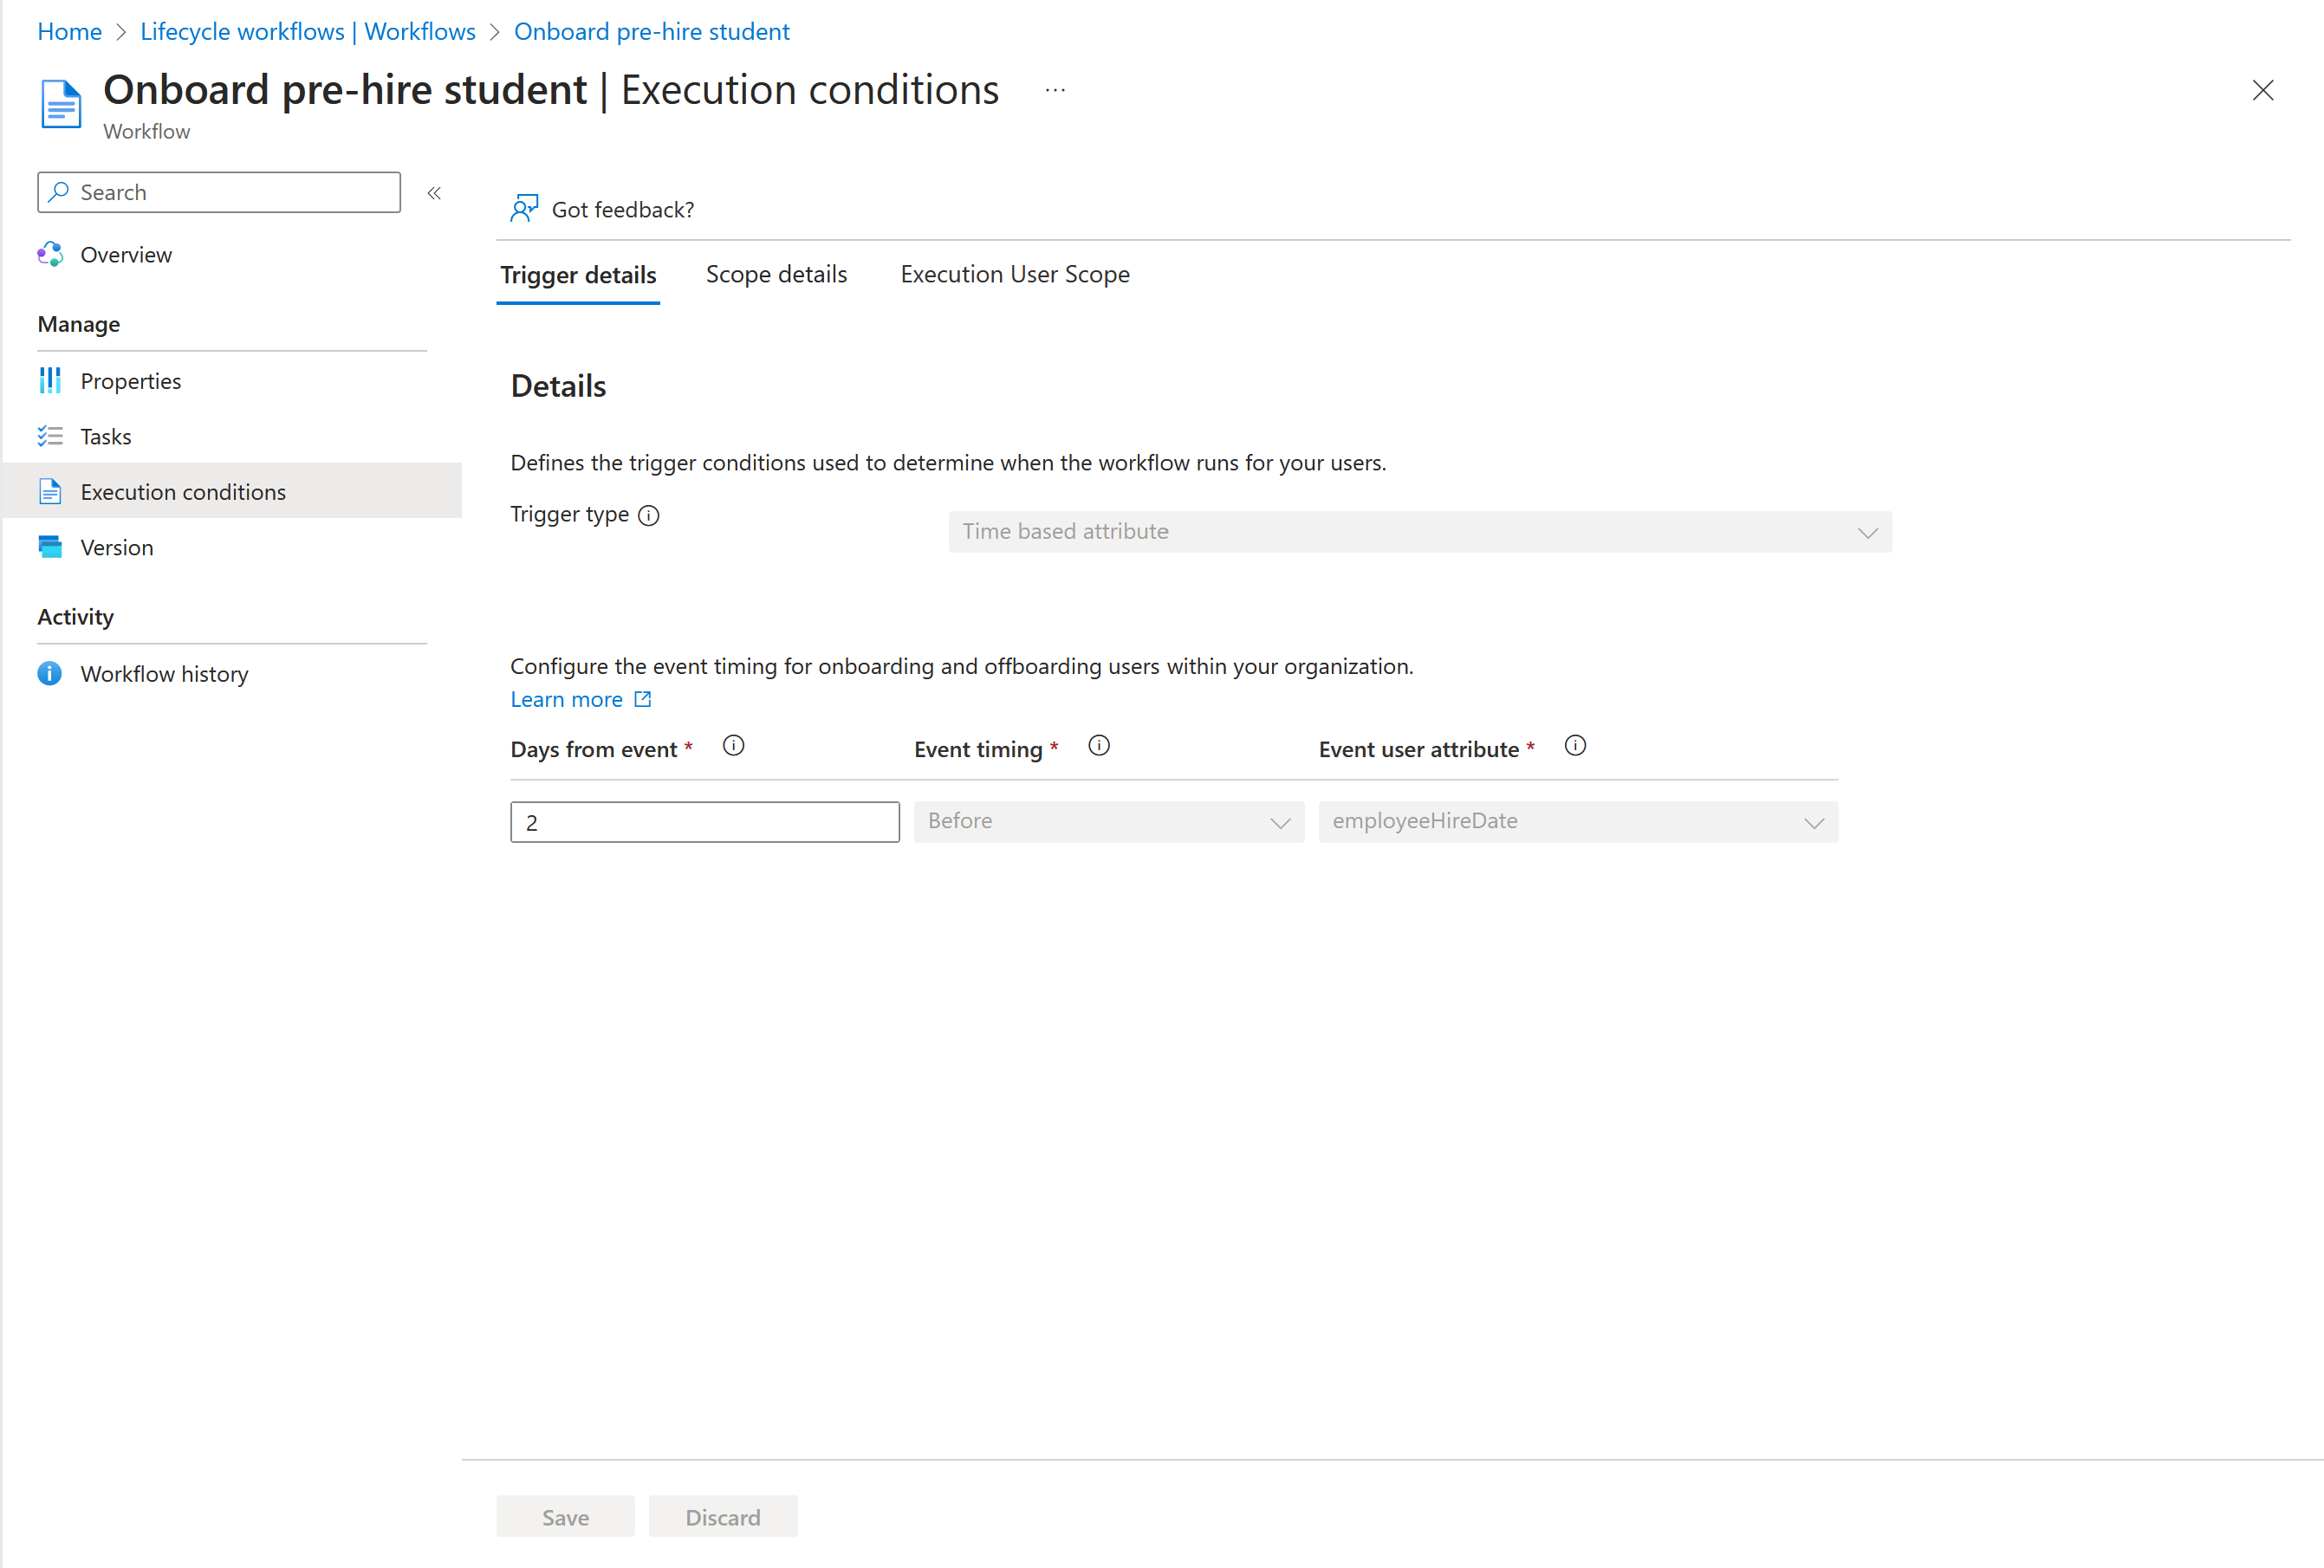 Home > Lifecycle workflows | Workflows > Onboard pre-hire student
Onboard pre-hire student | Execution conditions ...
Workflow
Search
Overview
Manage
Properties
Tasks
Execution conditions
Version
Activity
Workflow history
Got feedback?
Trigger details Scope details Execution User Scope
Details
Defines the trigger conditions used to determine when the workflow runs for your users.
Trigger type
Time based attribute
Configure the event timing for onboarding and offboarding users within your organization.
Learn more
Days from event * Event timing * Event user attribute *
2 Before employeeHireDate
Save Discard